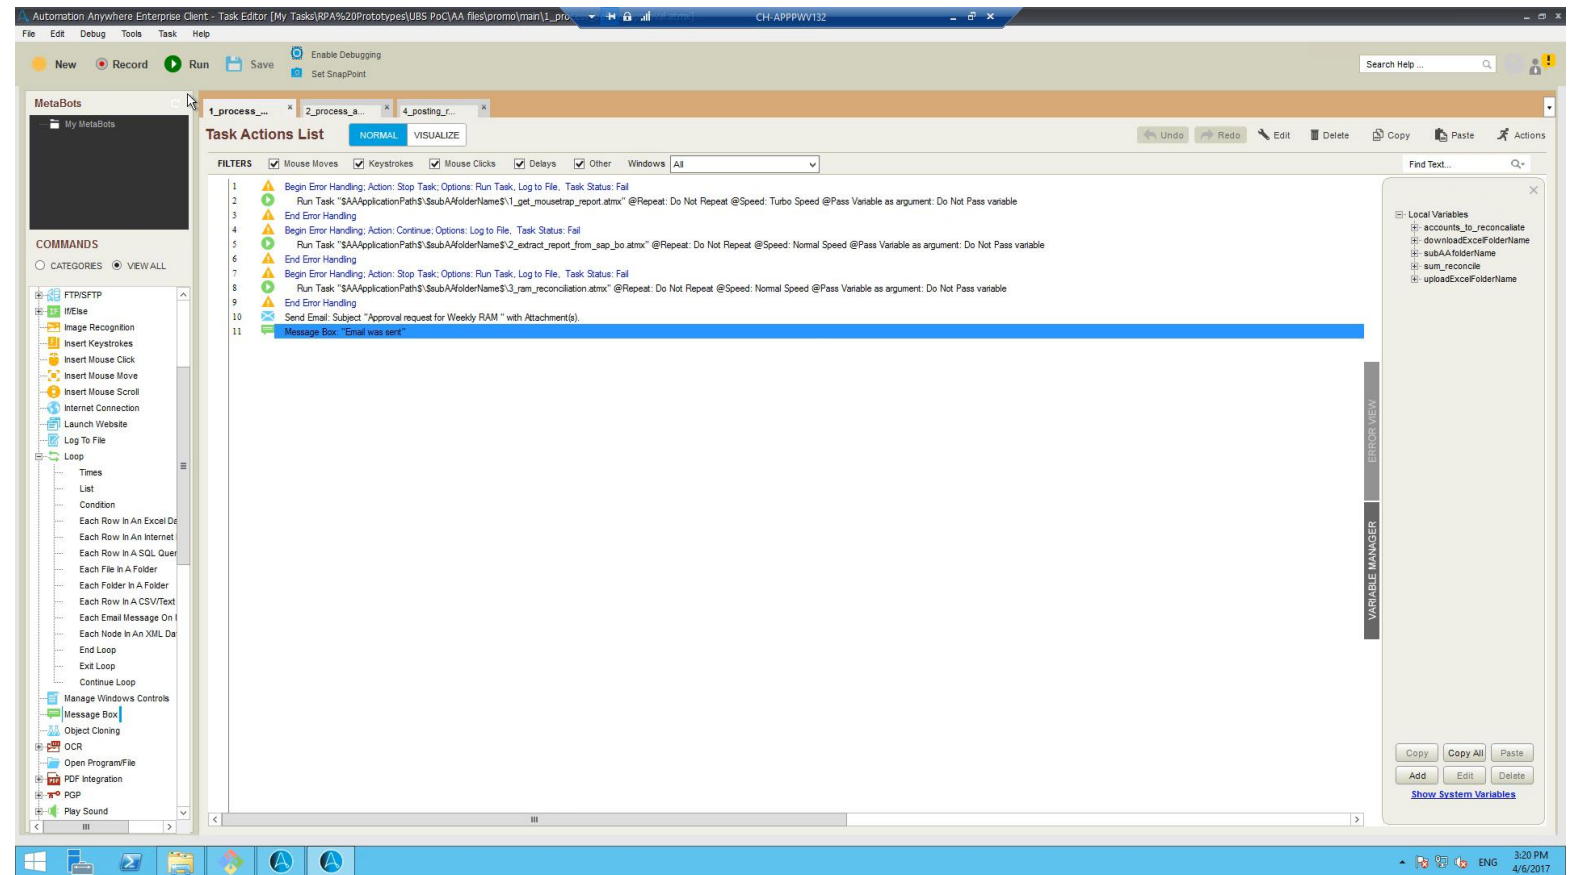 Automation Anywhere Enterprise Client - Task Editor [My Tasks\RPA%20Prototypes\UBS PoC\AA files\promo\main\1_pro
CH-APPPWV132
File Edit Debug Tools Task Help
New Record Run Save
Enable Debugging
Set SnapPoint
Search Help ...
MetaBots
My MetaBots
1_process_... 2_process_a... 4_posting_r...
Task Actions List NORMAL VISUALIZE
Undo Redo Edit Delete Copy Paste Actions
FILTERS Mouse Moves Keystrokes Mouse Clicks Delays Other Windows All
Find Text...
1 Begin Error Handling; Action: Stop Task; Options: Run Task, Log to File, Task Status: Fail
2 Run Task "$AAApplicationPath$\$subAAfolderName$\1_get_mousetrap_report.atmx" @Repeat: Do Not Repeat @Speed: Turbo Speed @Pass Variable as argument: Do Not Pass variable
3 End Error Handling
4 Begin Error Handling; Action: Continue; Options: Log to File, Task Status: Fail
5 Run Task "$AAApplicationPath$\$subAAfolderName$\2_extract_report_from_sap_bo.atmx" @Repeat: Do Not Repeat @Speed: Normal Speed @Pass Variable as argument: Do Not Pass variable
6 End Error Handling
7 Begin Error Handling; Action: Stop Task; Options: Run Task, Log to File, Task Status: Fail
8 Run Task "$AAApplicationPath$\$subAAfolderName$\3_ram_reconciliation.atmx" @Repeat: Do Not Repeat @Speed: Normal Speed @Pass Variable as argument: Do Not Pass variable
9 End Error Handling
10 Send Email: Subject "Approval request for Weekly RAM " with Attachment(s).
11 Message Box: "Email was sent"
COMMANDS
CATEGORIES VIEW ALL
FTP/SFTP
If/Else
Image Recognition
Insert Keystrokes
Insert Mouse Click
Insert Mouse Move
Insert Mouse Scroll
Internet Connection
Launch Website
Log To File
Loop
Times
List
Condition
Each Row In An Excel Da
Each Row In An Internet
Each Row In A SQL Quer
Each File In A Folder
Each Folder In A Folder
Each Row In A CSV/Text
Each Email Message On
Each Node In An XML Da
End Loop
Exit Loop
Continue Loop
Manage Windows Controls
Message Box
Object Cloning
OCR
Open Program/File
PDF Integration
PGP
Play Sound
ERROR VIEW
VARIABLE MANAGER
Local Variables
accounts_to_reconcaliate
downloadExcelFolderName
subAAfolderName
sum_reconcile
uploadExcelFolderName
Copy Copy All Paste
Add Edit Delete
Show System Variables
ENG
3:20 PM
4/6/2017